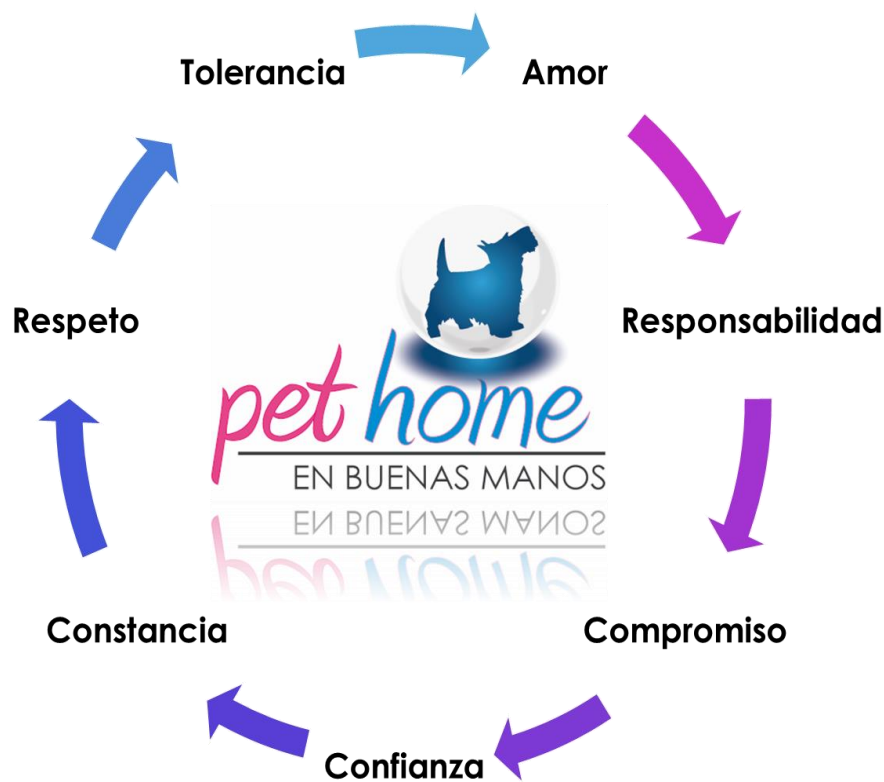 Tolerancia
Amor
Respeto
Responsabilidad
pet home
EN BUENAS MANOS
Constancia
Compromiso
Confianza